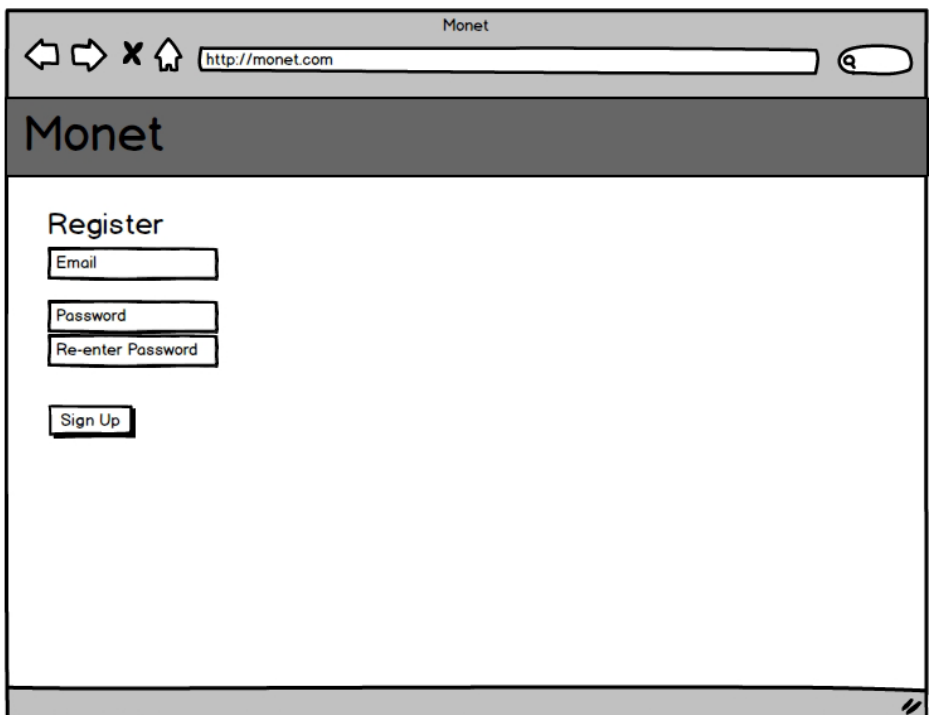 Monet
http://monet.com
Monet
Register
Email
Password
Re-enter Password
Sign Up